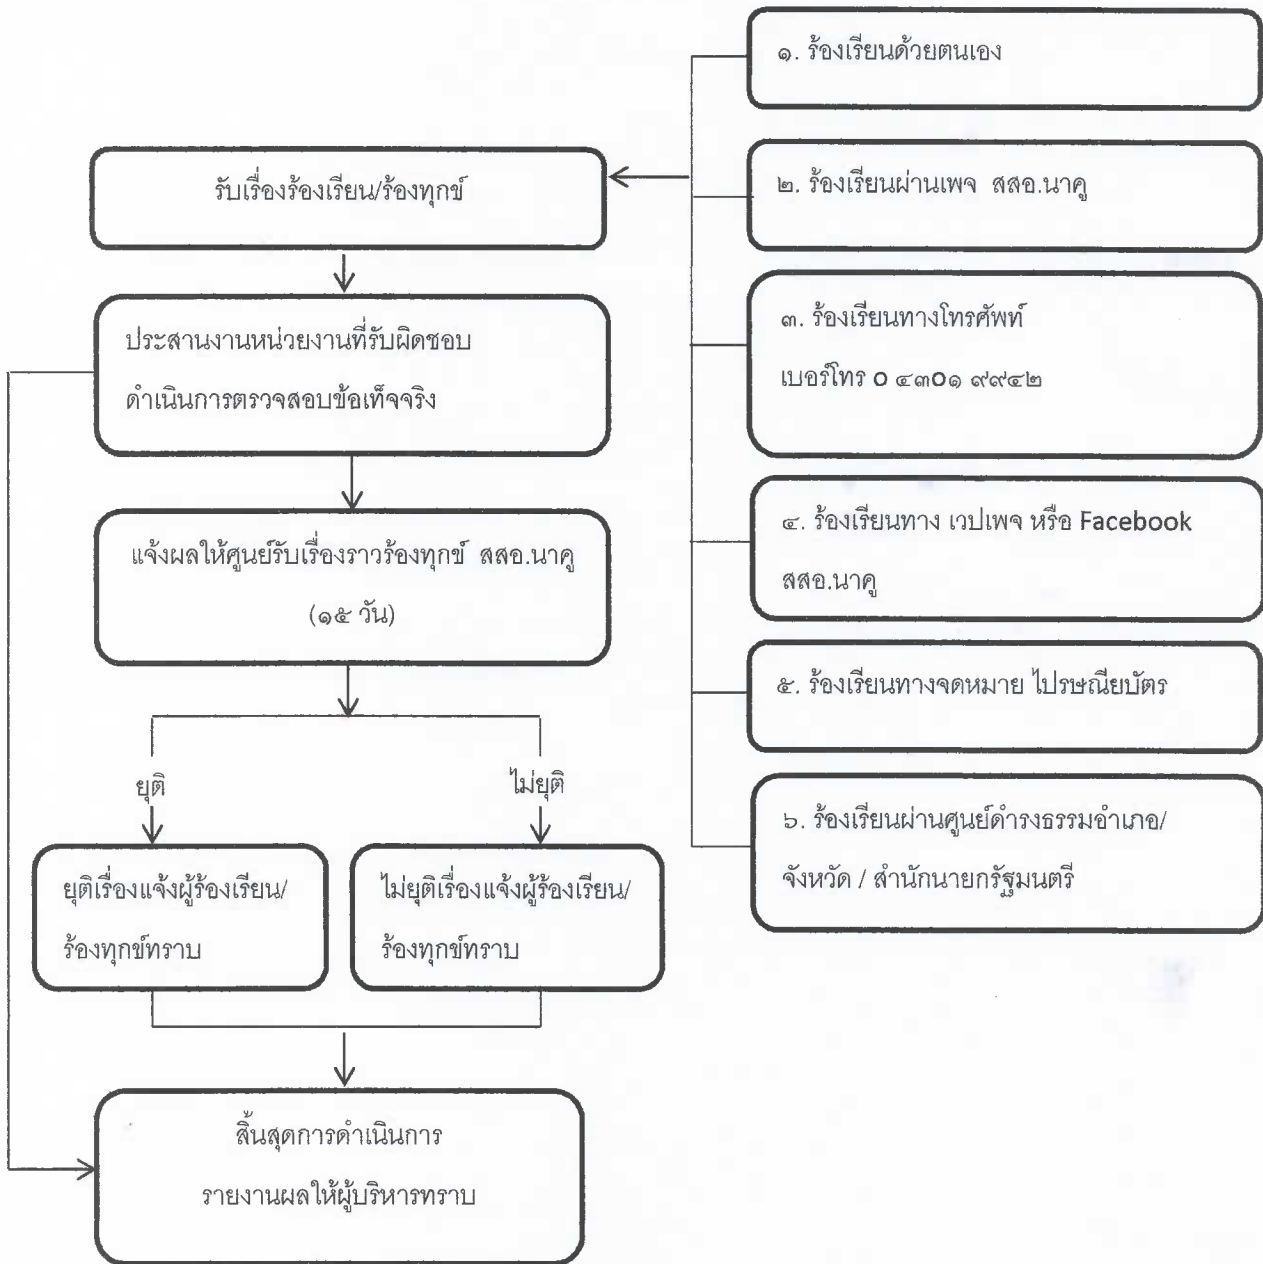 ๑. ร้องเรียนด้วยตนเอง
รับเรื่องร้องเรียน/ร้องทุกข์
๒. ร้องเรียนผ่านเพจ สสอ.นาคู
ประสานงานหน่วยงานที่รับผิดชอบ
ดำเนินการตรวจสอบข้อเท็จจริง
๓. ร้องเรียนทางโทรศัพท์
เบอร์โทร ๐ ๔๓๐๑ ๙๙๔๒
แจ้งผลให้ศูนย์รับเรื่องราวร้องทุกข์ สสอ.นาคู
(๑๕ วัน)
๔. ร้องเรียนทาง เวปเพจ หรือ Facebook
สสอ.นาคู
๕. ร้องเรียนทางจดหมาย ไปรษณียบัตร
ยุติ
ไม่ยุติ
๖. ร้องเรียนผ่านศูนย์ดำรงธรรมอำเภอ/
จังหวัด / สำนักนายกรัฐมนตรี
ยุติเรื่องแจ้งผู้ร้องเรียน/
ร้องทุกข์ทราบ
ไม่ยุติเรื่องแจ้งผู้ร้องเรียน/
ร้องทุกข์ทราบ
สิ้นสุดการดำเนินการ
รายงานผลให้ผู้บริหารทราบ